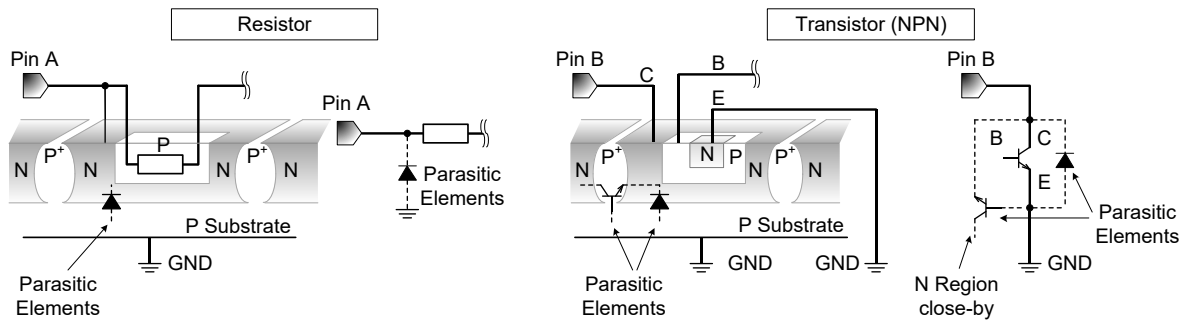 Resistor
Pin A
N
P+
N
P
N
P+
N
Parasitic
Elements
P Substrate
GND
Pin A
Parasitic
Elements
Transistor (NPN)
Pin B
C
B
E
N
P+
N
N
P
N
P+
N
P Substrate
Parasitic
Elements
GND
GND
Pin B
B
C
E
Parasitic
Elements
GND
N Region
close-by